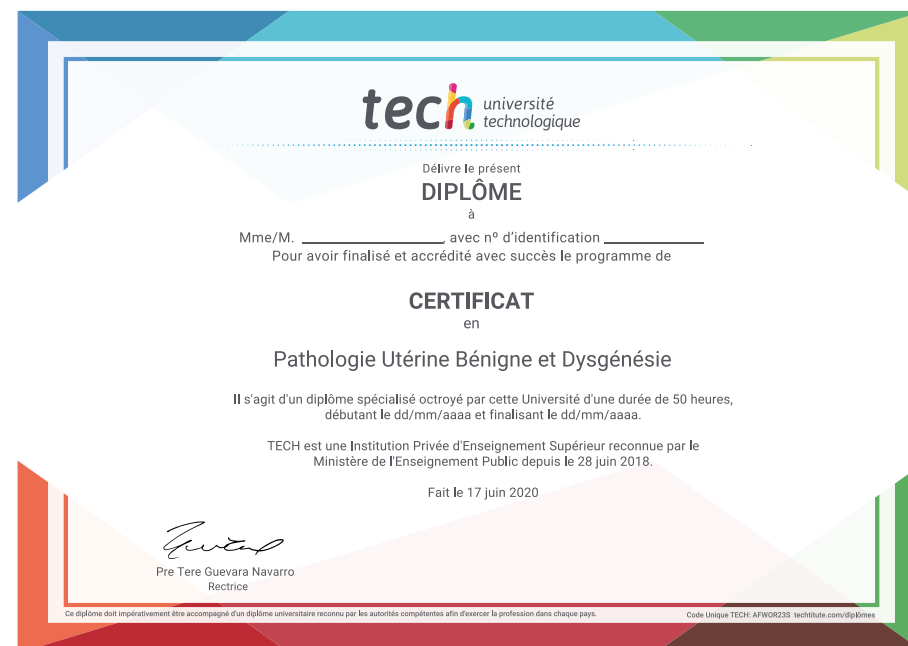 tech université
technologique
Délivre le présent
DIPLÔME
à
Mme/M. ____________________, avec nº d'identification ______________
Pour avoir finalisé et accrédité avec succès le programme de
CERTIFICAT
en
Pathologie Utérine Bénigne et Dysgénésie
Il s'agit d'un diplôme spécialisé octroyé par cette Université d'une durée de 50 heures,
débutant le dd/mm/aaaa et finalisant le dd/mm/aaaa.
TECH est une Institution Privée d'Enseignement Supérieur reconnue par le
Ministère de l'Enseignement Public depuis le 28 juin 2018.
Fait le 17 juin 2020
Pre Tere Guevara Navarro
Rectrice
Ce diplôme doit impérativement être accompagné d'un diplôme universitaire reconnu par les autorités compétentes afin d'exercer la profession dans chaque pays.
Code Unique TECH: AFWOR23S techtitute.com/diplômes